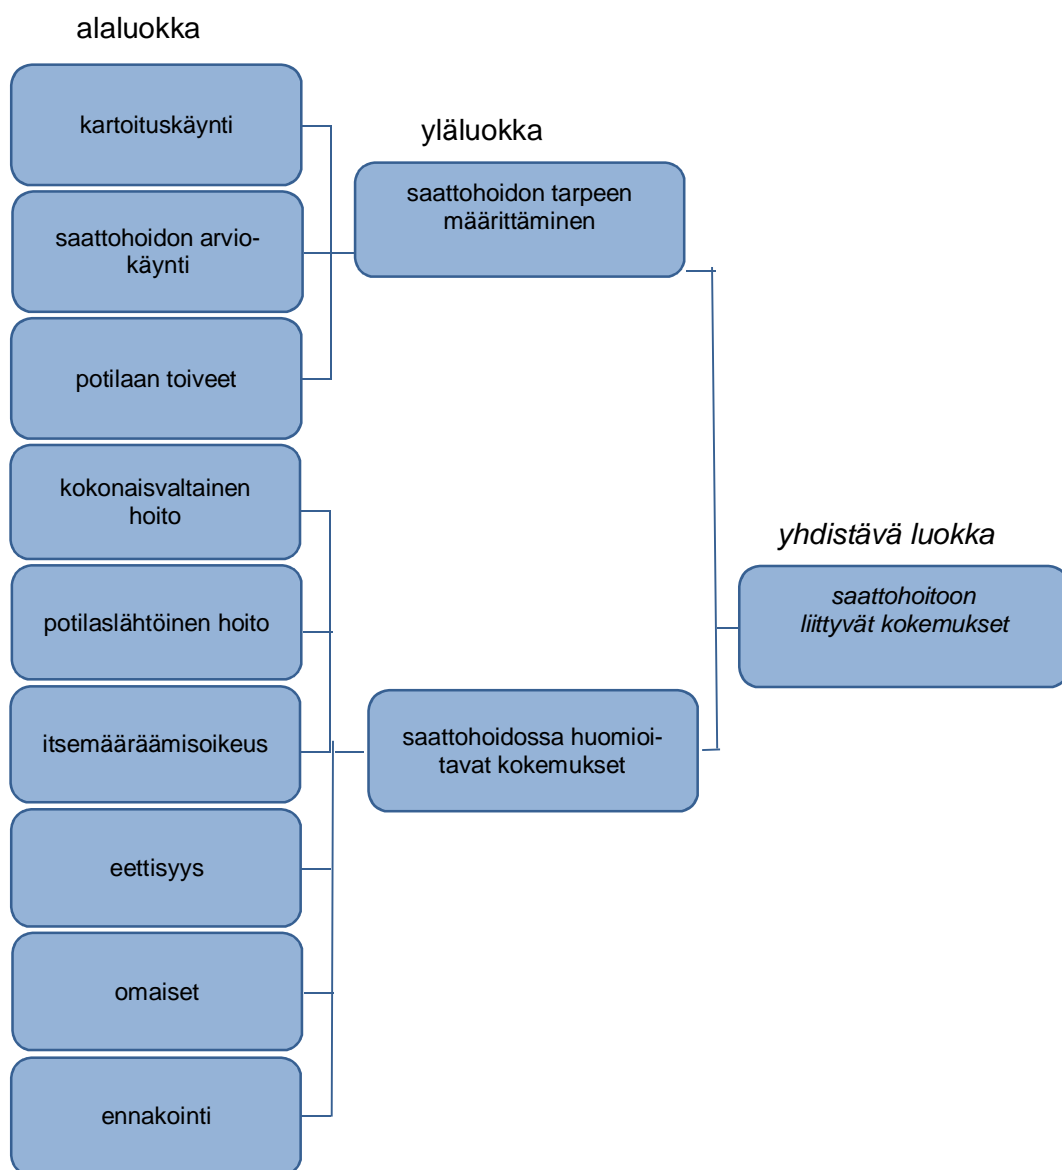 alaluokka
kartoituskäynti
saattohoidon arvio-
käynti
potilaan toiveet
kokonaisvaltainen
hoito
potilaslähtöinen hoito
itsemääräämisoikeus
eettisyys
omaiset
ennakointi
yläluokka
saattohoidon tarpeen
määrittäminen
saattohoidossa huomioi-
tavat kokemukset
yhdistävä luokka
saattohoitoon
liittyvät kokemukset